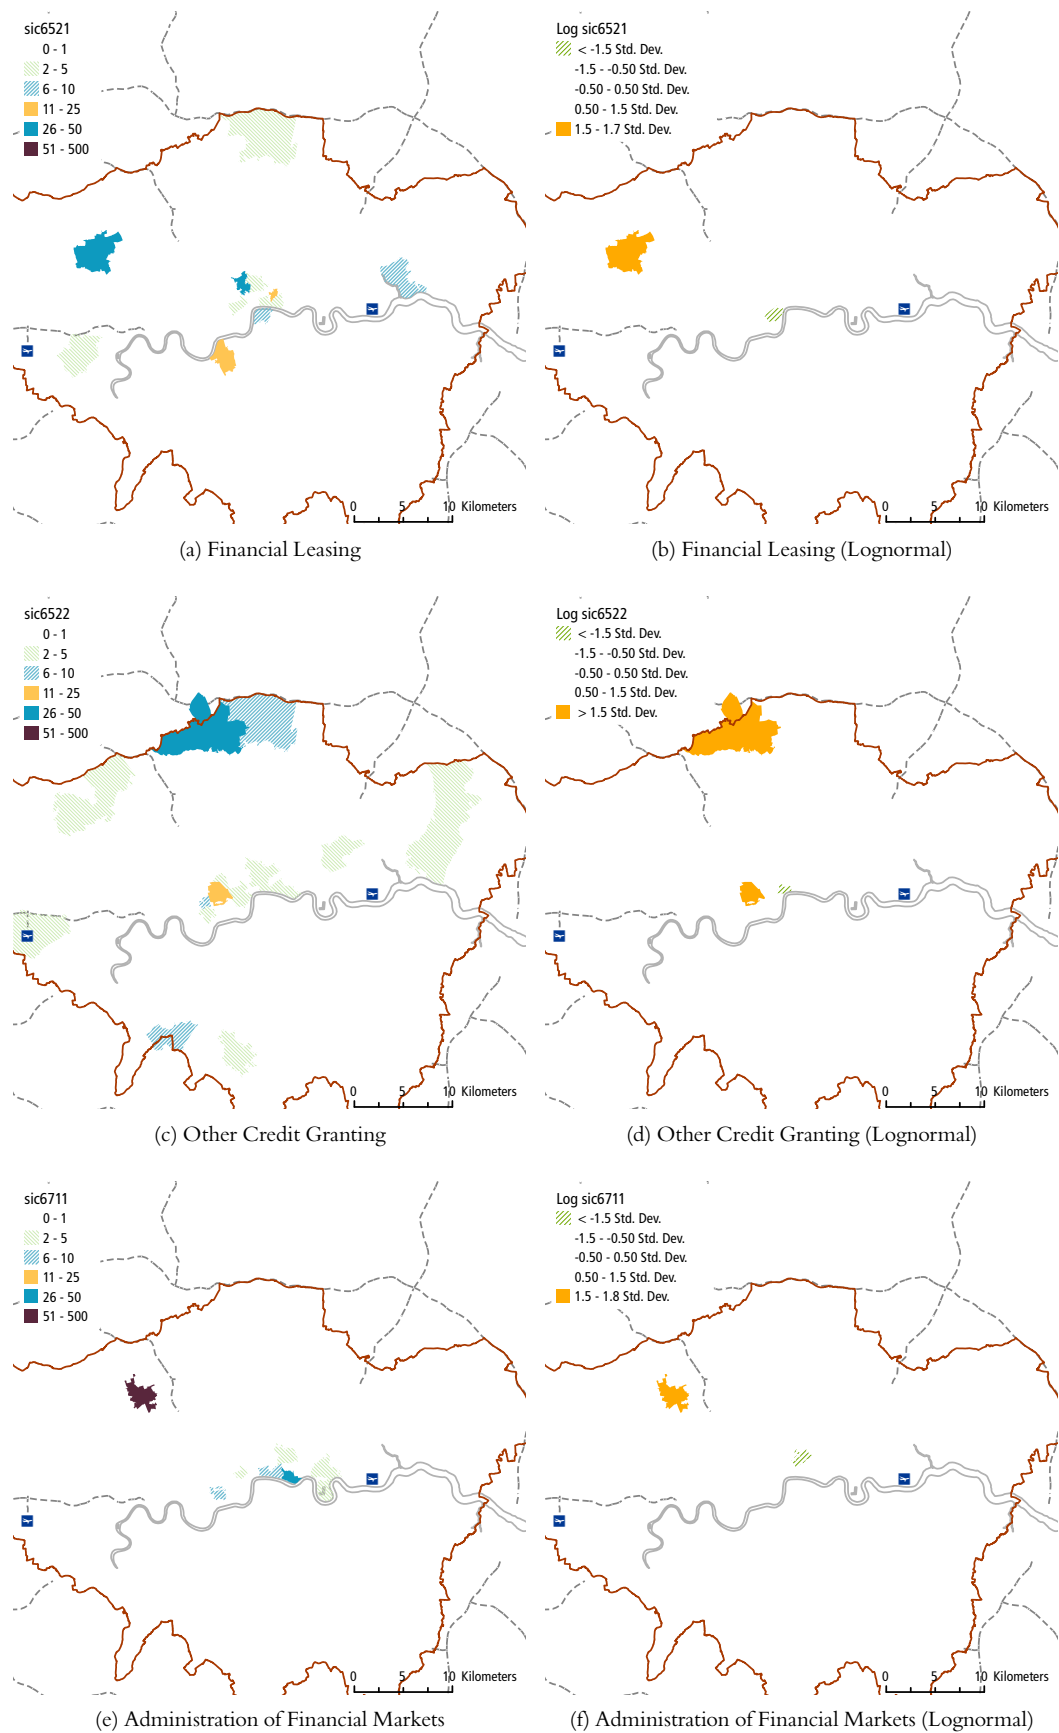 sic6521
0 - 1
2 - 5
6 - 10
11 - 25
26 - 50
51 - 500
0 5 10 Kilometers
(a) Financial Leasing
Log sic6521
< -1.5 Std. Dev.
-1.5 - -0.50 Std. Dev.
-0.50 - 0.50 Std. Dev.
0.50 - 1.5 Std. Dev.
1.5 - 1.7 Std. Dev.
0 5 10 Kilometers
(b) Financial Leasing (Lognormal)
sic6522
0 - 1
2 - 5
6 - 10
11 - 25
26 - 50
51 - 500
0 5 10 Kilometers
(c) Other Credit Granting
Log sic6522
< -1.5 Std. Dev.
-1.5 - -0.50 Std. Dev.
-0.50 - 0.50 Std. Dev.
0.50 - 1.5 Std. Dev.
> 1.5 Std. Dev.
0 5 10 Kilometers
(d) Other Credit Granting (Lognormal)
sic6711
0 - 1
2 - 5
6 - 10
11 - 25
26 - 50
51 - 500
0 5 10 Kilometers
(e) Administration of Financial Markets
Log sic6711
< -1.5 Std. Dev.
-1.5 - -0.50 Std. Dev.
-0.50 - 0.50 Std. Dev.
0.50 - 1.5 Std. Dev.
1.5 - 1.8 Std. Dev.
0 5 10 Kilometers
(f) Administration of Financial Markets (Lognormal)